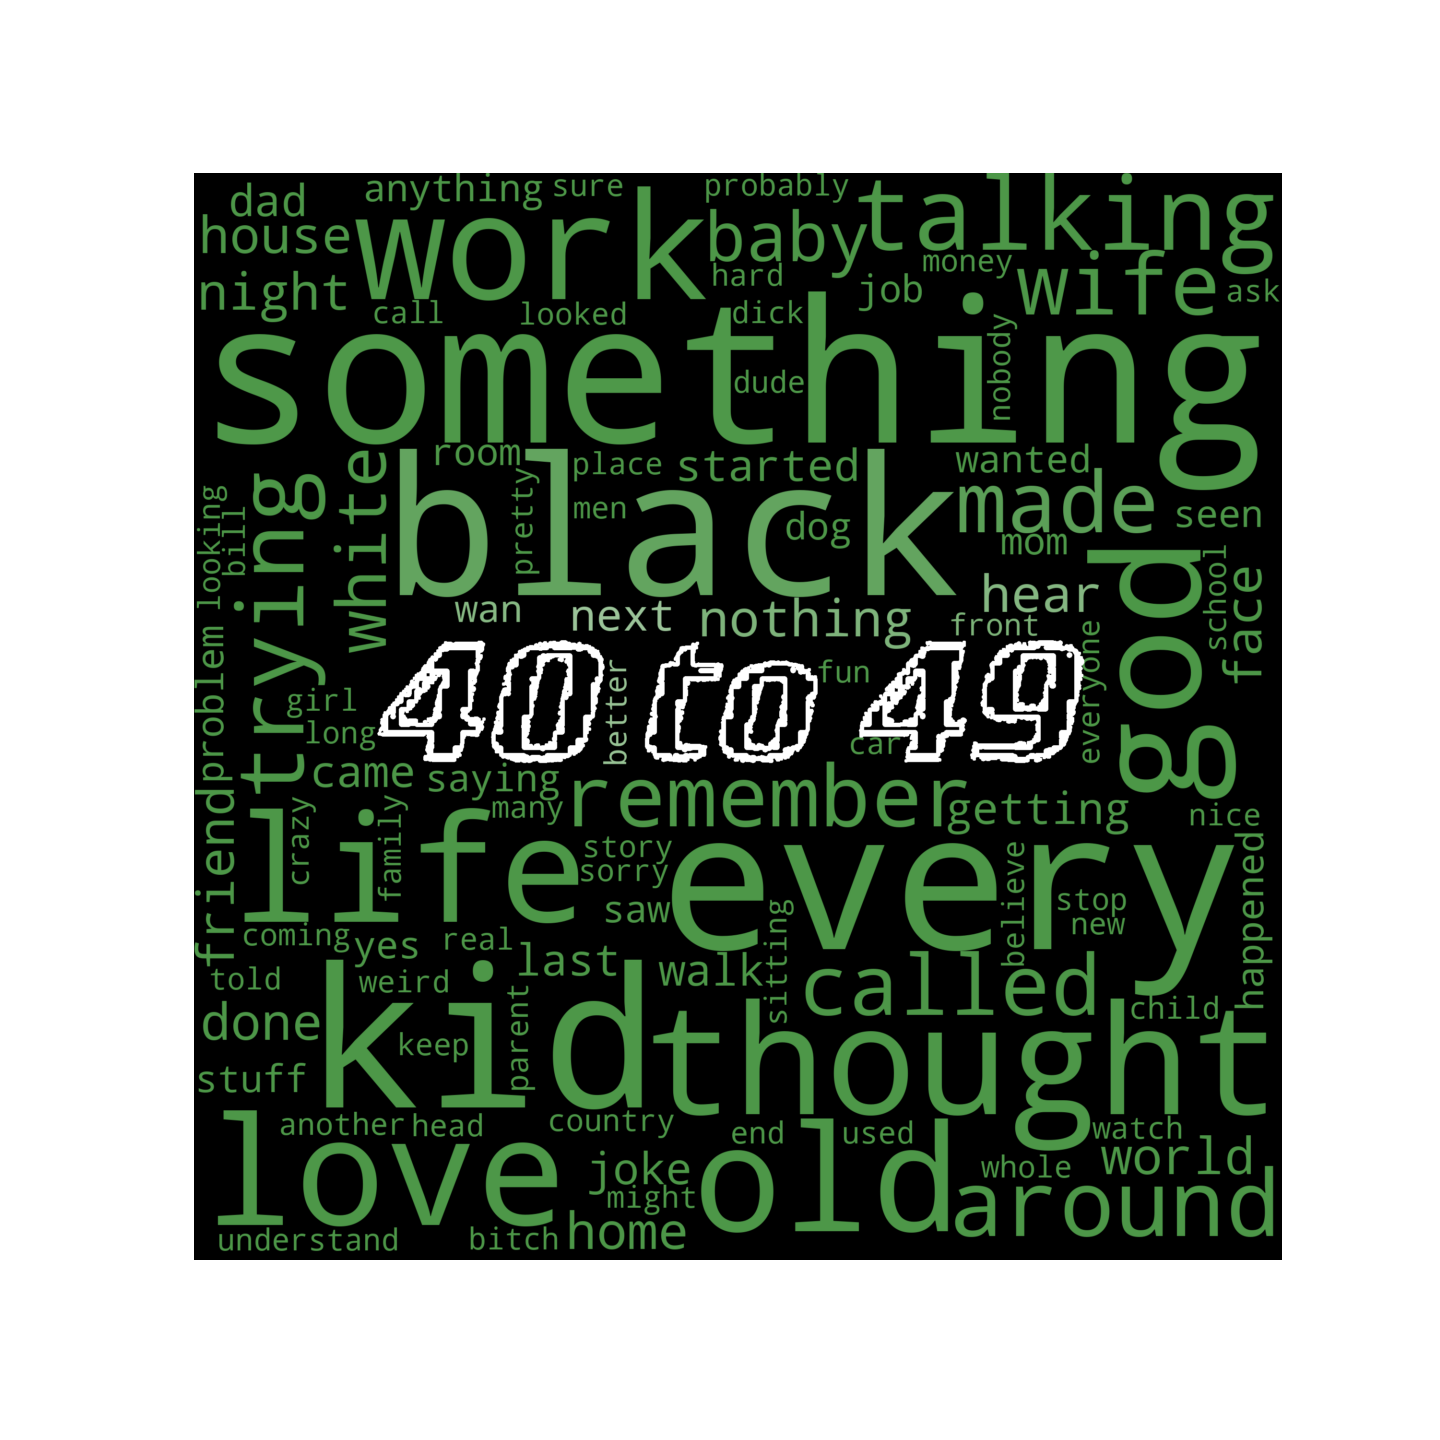 dad anything sure probably talking
house work baby
night hard money wife ask
call looked dick job
something
dude nobody
room place started wanted
black made seen
white pretty men dog mom
trying looking bill
god school face
wan next nothing hear
front
40 to 49
girl better fun everyone
long car
problem
came saying remember getting
many nice
friend crazy family
life story every
sorry
saw believe stop happened
new
coming yes real last sitting
told weird walk called
done kid keep parent thought child
stuff
another head country end used watch
love joke old whole world
might around
understand bitch home